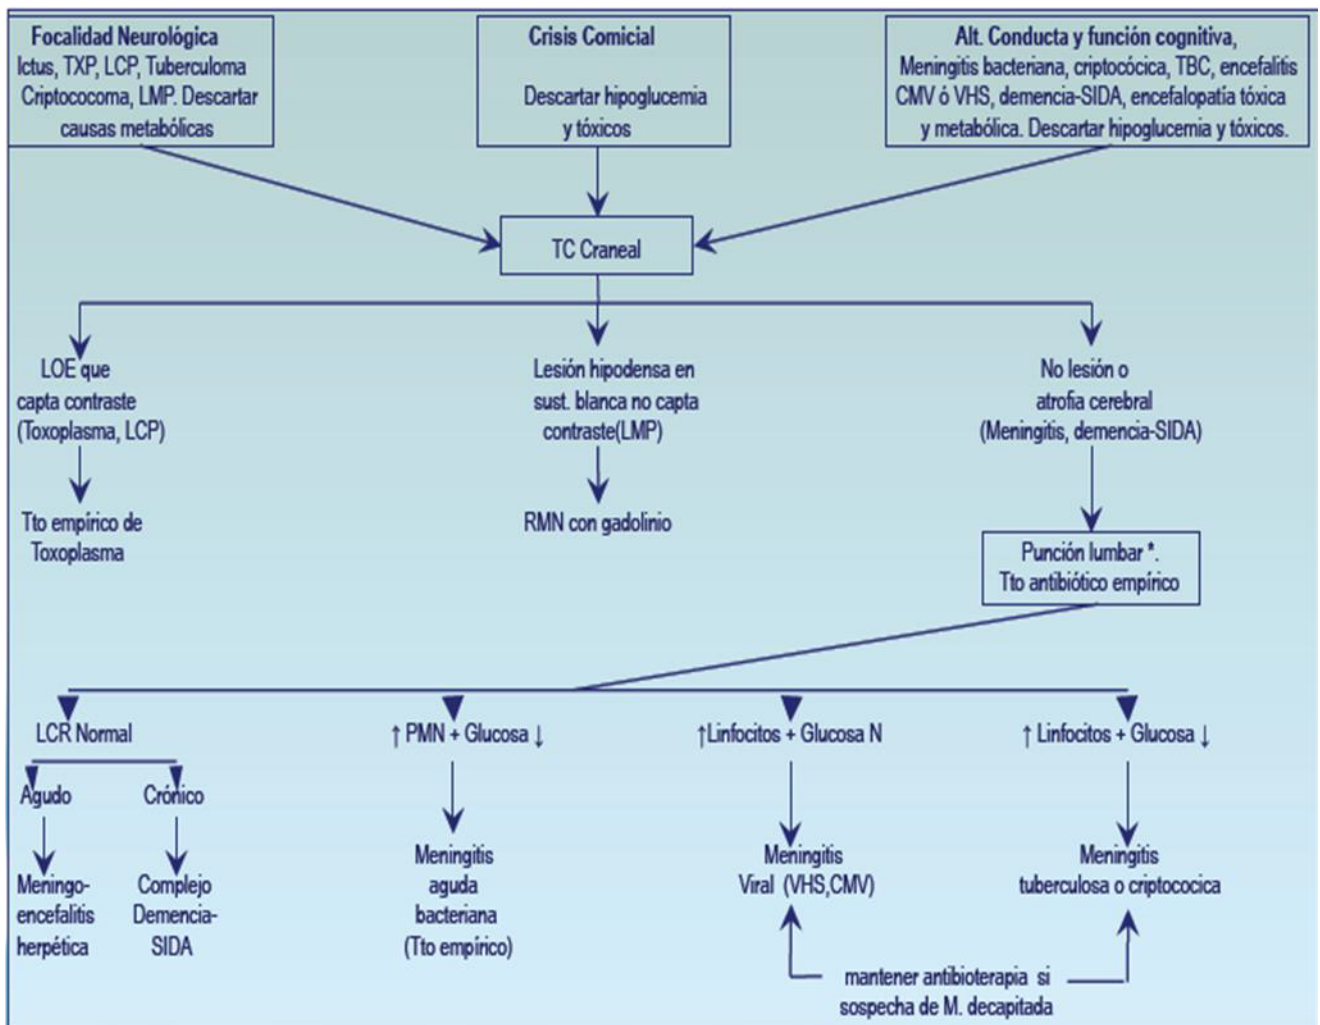 Focalidad Neurológica
Ictus, TXP, LCP, Tuberculoma
Criptococoma, LMP. Descartar
causas metabólicas
Crisis Comicial
Descartar hipoglucemia
y tóxicos
Alt. Conducta y función cognitiva,
Meningitis bacteriana, criptocócica, TBC, encefalitis
CMV ó VHS, demencia-SIDA, encefalopatía tóxica
y metabólica. Descartar hipoglucemia y tóxicos.
TC Craneal
LOE que
capta contraste
(Toxoplasma, LCP)
Lesión hipodensa en
sust. blanca no capta
contraste(LMP)
No lesión o
atrofia cerebral
(Meningitis, demencia-SIDA)
Tto empírico de
Toxoplasma
RMN con gadolinio
Punción lumbar *.
Tto antibiótico empírico
LCR Normal
↑ PMN + Glucosa ↓
↑Linfocitos + Glucosa N
↑ Linfocitos + Glucosa ↓
Agudo
Crónico
Meningo-
encefalitis
herpética
Complejo
Demencia-
SIDA
Meningitis
aguda
bacteriana
(Tto empírico)
Meningitis
Viral (VHS,CMV)
Meningitis
tuberculosa o criptococica
mantener antibioterapia si
sospecha de M. decapitada